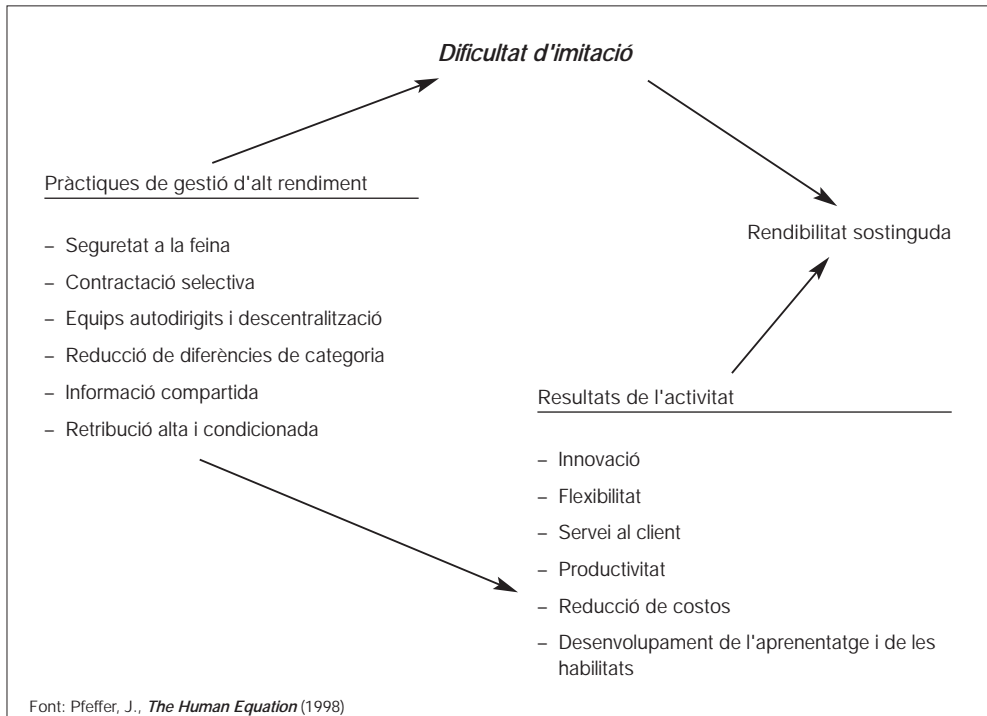 Dificultat d'imitació
Pràctiques de gestió d'alt rendiment
– Seguretat a la feina
– Contractació selectiva
– Equips autodirigits i descentralització
– Reducció de diferències de categoria
– Informació compartida
– Retribució alta i condicionada
Rendibilitat sostinguda
Resultats de l'activitat
– Innovació
– Flexibilitat
– Servei al client
– Productivitat
– Reducció de costos
– Desenvolupament de l'aprenentatge i de les
habilitats
Font: Pfeffer, J., The Human Equation (1998)